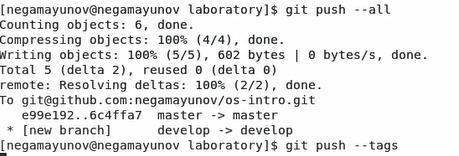 [negamayunov@negamayunov laboratory]$ git push --all
Counting objects: 6, done.
Compressing objects: 100% (4/4), done.
Writing objects: 100% (5/5), 602 bytes | 0 bytes/s, done.
Total 5 (delta 2), reused 0 (delta 0)
remote: Resolving deltas: 100% (2/2), done.
To git@github.com:negamayunov/os-intro.git
   e99e192..6c4ffa7  master -> master
 * [new branch]      develop -> develop
[negamayunov@negamayunov laboratory]$ git push --tags